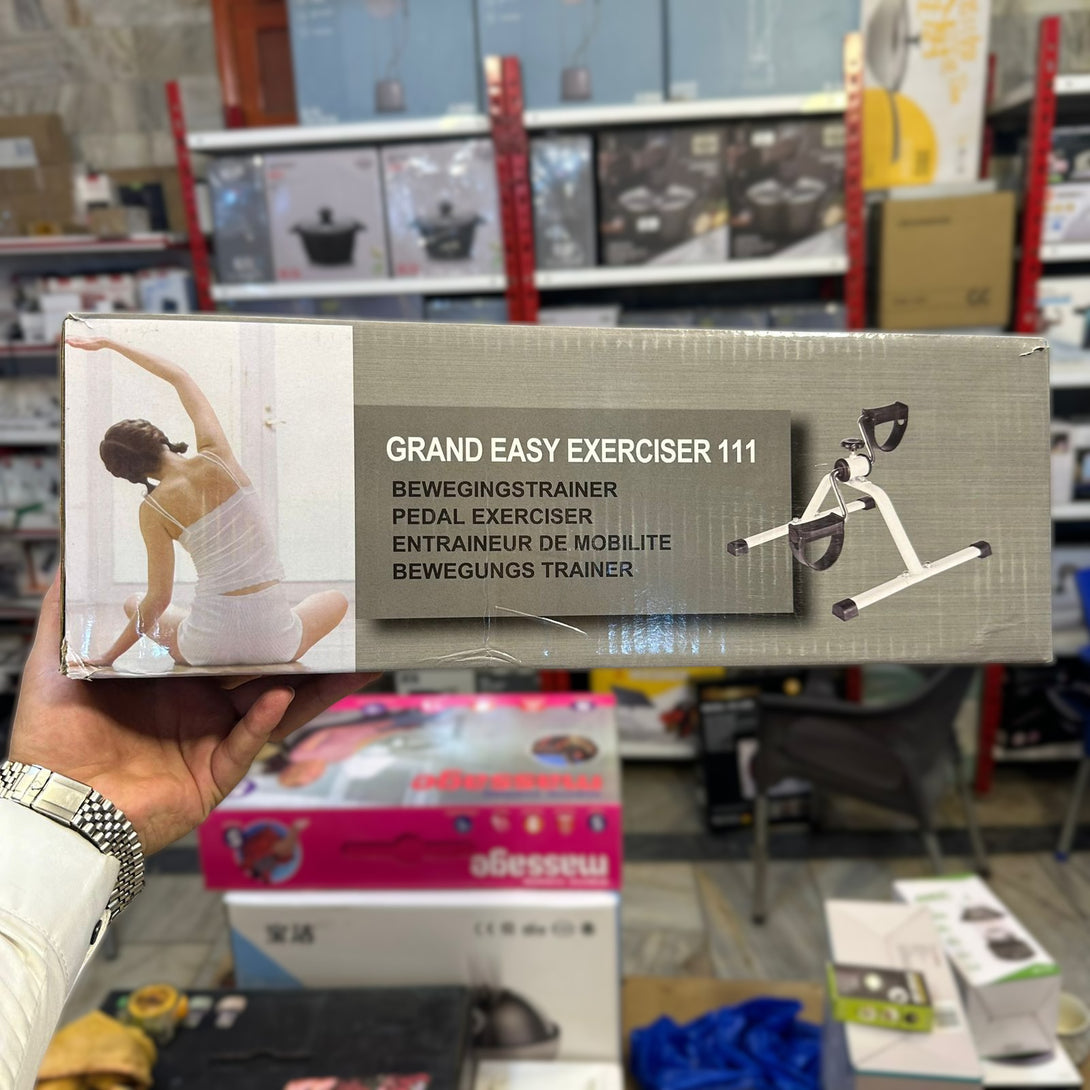 GRAND EASY EXERCISER 111
BEWEGINGSTRAINER
PEDAL EXERCISER
ENTRAINEUR DE MOBILITE
BEWEGUNGS TRAINER
massage
massage